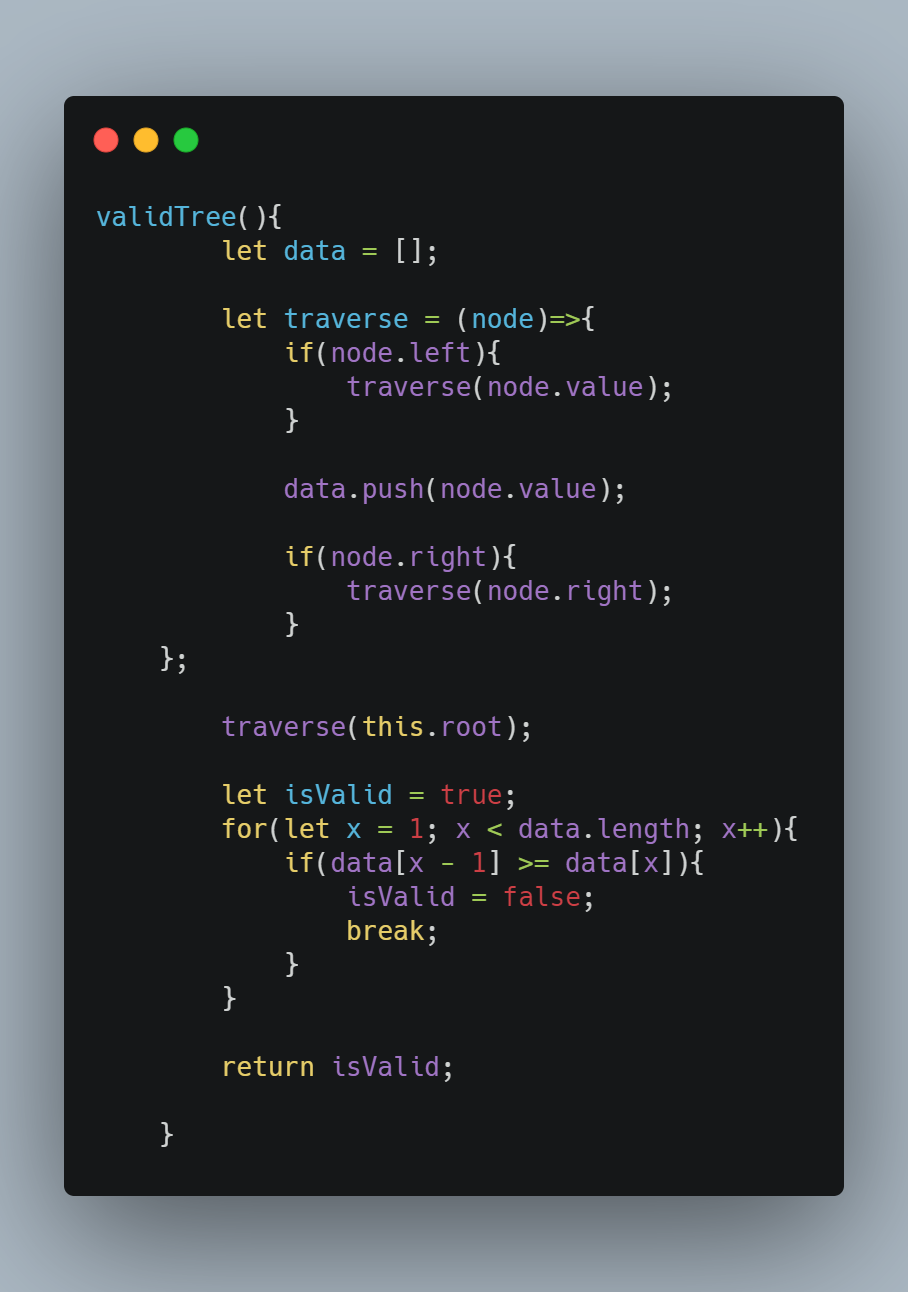 validTree(){
        let data = [];

        let traverse = (node)=>{
            if(node.left){
                traverse(node.value);
            }

            data.push(node.value);

            if(node.right){
                traverse(node.right);
            }
    };

        traverse(this.root);

        let isValid = true;
        for(let x = 1; x < data.length; x++){
            if(data[x - 1] >= data[x]){
                isValid = false;
                break;
            }
        }

        return isValid;

    }